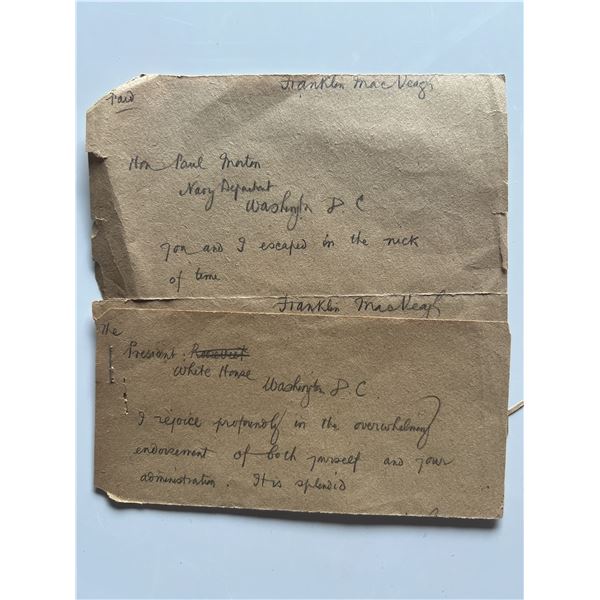 Franklin MacVeagh
Paid
Hon Paul Morton
Navy Department
Washington D C
You and I escaped in the nick
of time
Franklin MacVeagh
The
President: Roosevelt
White House
Washington D. C
I rejoice profoundly in the overwhelming
endorsement of both yourself and your
administration. It is splendid